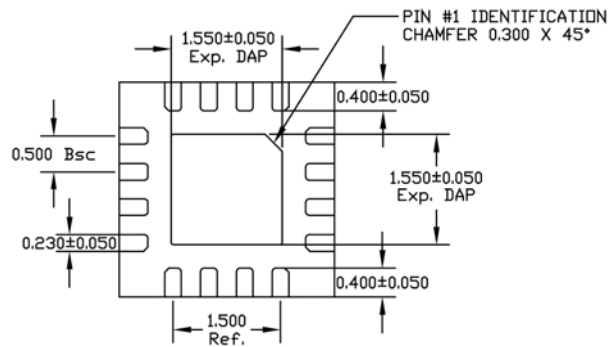 PIN #1 IDENTIFICATION
CHAMFER 0.300 X 45°
1.550±0.050
Exp. DAP
0.400±0.050
0.500 Bsc
1.550±0.050
Exp. DAP
0.230±0.050
0.400±0.050
1.500
Ref.